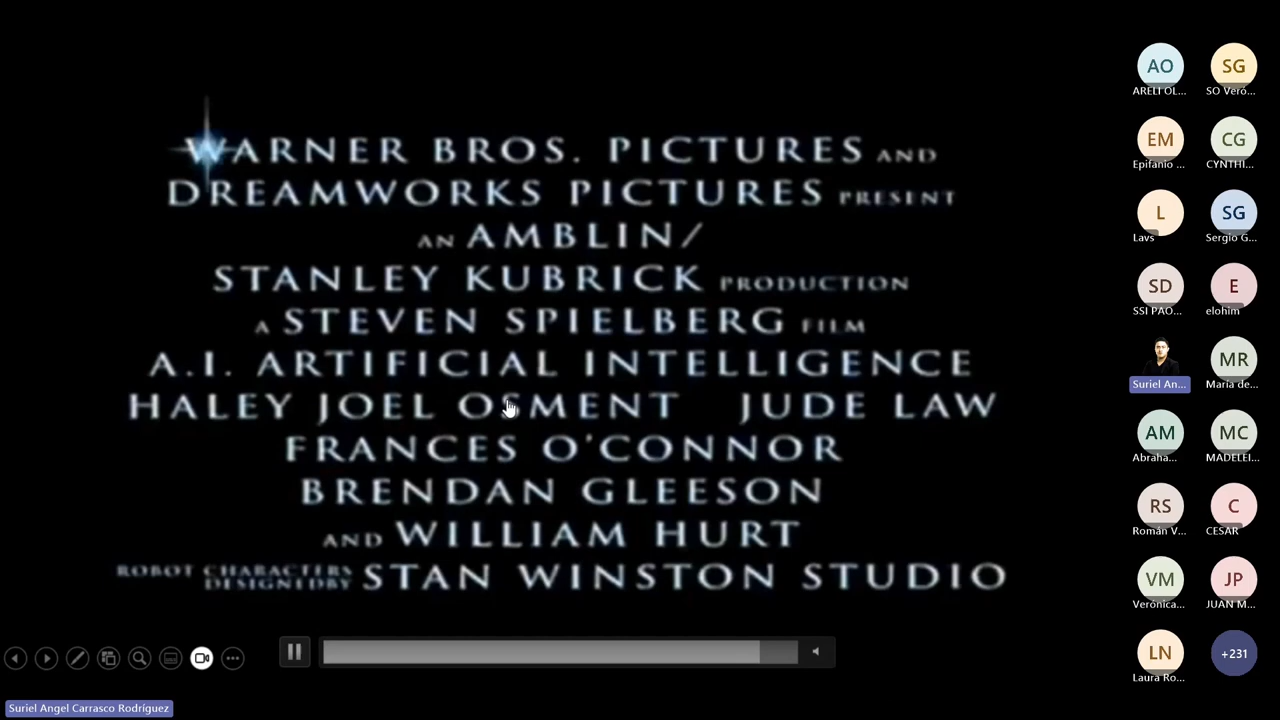 WARNER BROS. PICTURES AND
DREAMWORKS PICTURES PRESENT
AN AMBLIN/
STANLEY KUBRICK PRODUCTION
A STEVEN SPIELBERG FILM
A.I. ARTIFICIAL INTELLIGENCE
HALEY JOEL OSMENT JUDE LAW
FRANCES O'CONNOR
BRENDAN GLEESON
AND WILLIAM HURT
ROBOT CHARACTERS DESIGNED BY STAN WINSTON STUDIO
AO
ARELI OL...
SG
SO Vero...
EM
Epifanio ...
CG
CYNTHI...
L
Lavs
SG
Sergio G...
SD
SSI PAO...
E
elohim
Suriel An...
MR
Maria de...
AM
Abraha...
MC
MADELEI...
RS
Román V...
C
CESAR
VM
Verónica...
JP
JUAN M...
LN
Laura Ro...
+231
Suriel Angel Carrasco Rodríguez